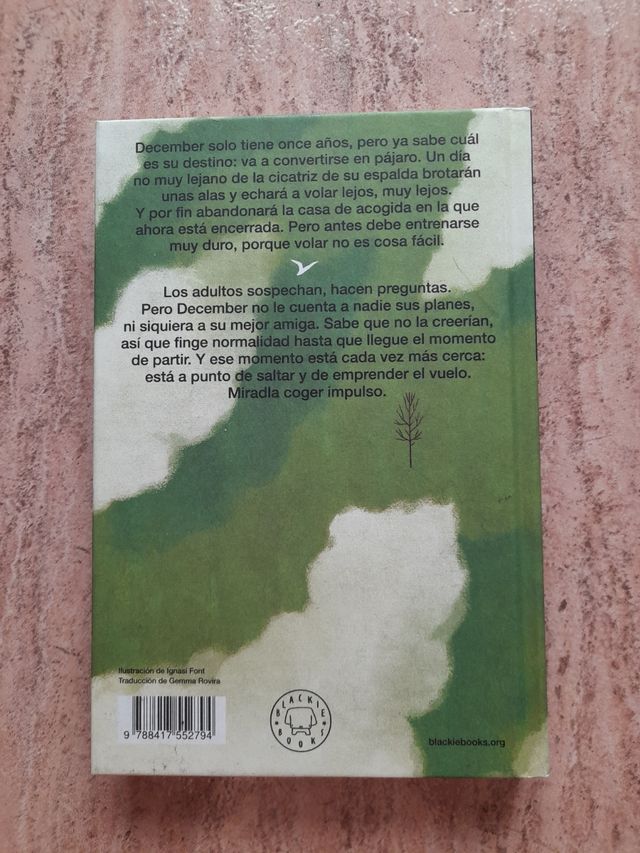 December solo tiene once años, pero ya sabe cuál
es su destino: va a convertirse en pájaro. Un día
no muy lejano de la cicatriz de su espalda brotarán
unas alas y echará a volar lejos, muy lejos.
Y por fin abandonará la casa de acogida en la que
ahora está encerrada. Pero antes debe entrenarse
muy duro, porque volar no es cosa fácil.
Los adultos sospechan, hacen preguntas.
Pero December no le cuenta a nadie sus planes,
ni siquiera a su mejor amiga. Sabe que no la creerían,
así que finge normalidad hasta que llegue el momento
de partir. Y ese momento está cada vez más cerca:
está a punto de saltar y de emprender el vuelo.
Miradla coger impulso.
Ilustración de Ignasi Font
Traducción de Gemma Rovira
9 788417 552794
BLACKIE BOOKS
blackiebooks.org